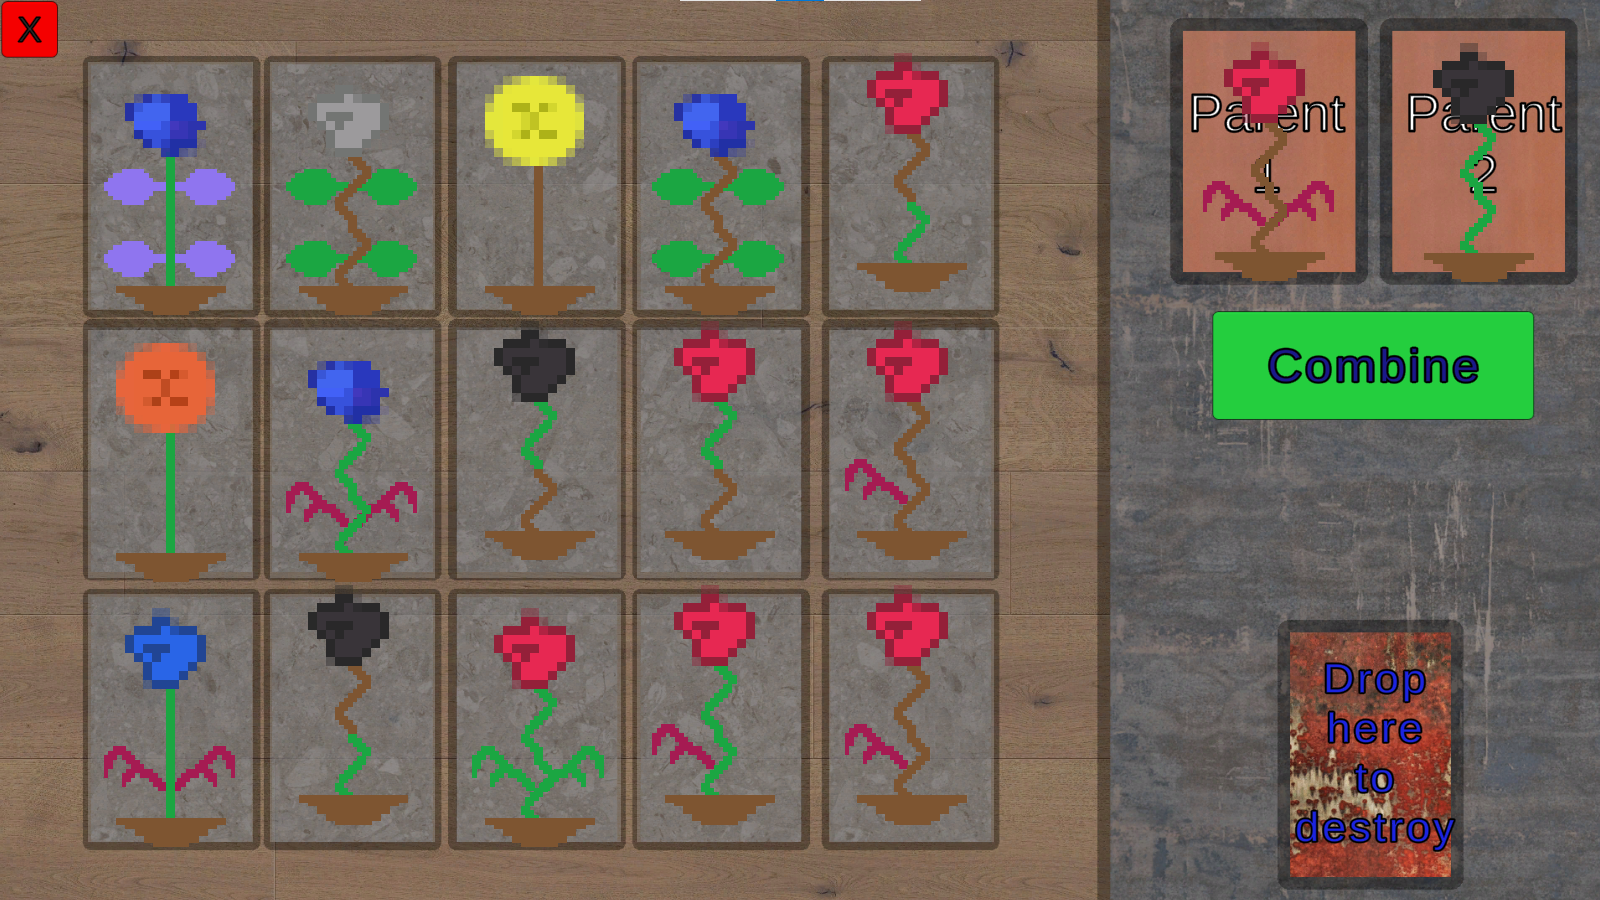 X
Parent
1
Parent
2
Combine
Drop
here
to
destroy